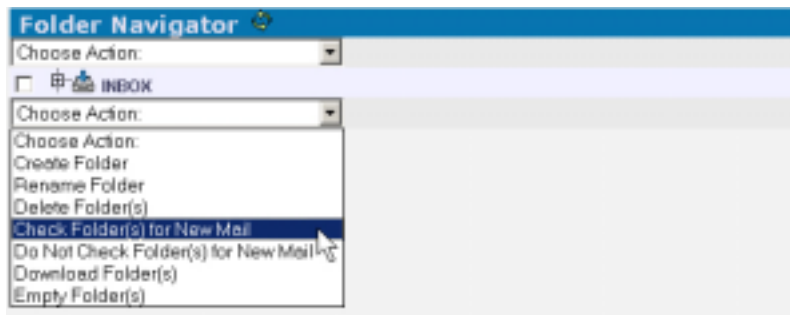 Folder Navigator
Choose Action:
INBOX
Choose Action:
Choose Action:
Create Folder
Rename Folder
Delete Folder(s)
Check Folder(s) for New Mail
Do Not Check Folder(s) for New Mail
Download Folder(s)
Empty Folder(s)